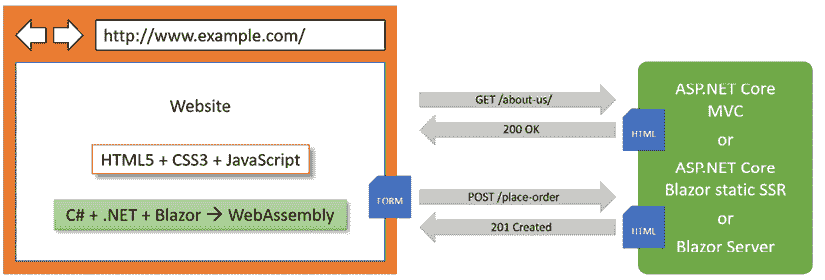 http://www.example.com/
Website
HTML5 + CSS3 + JavaScript
C# + .NET + Blazor → WebAssembly
FORM
GET /about-us/
200 OK
HTML
POST /place-order
201 Created
HTML
ASP.NET Core
MVC
or
ASP.NET Core
Blazor static SSR
or
Blazor Server